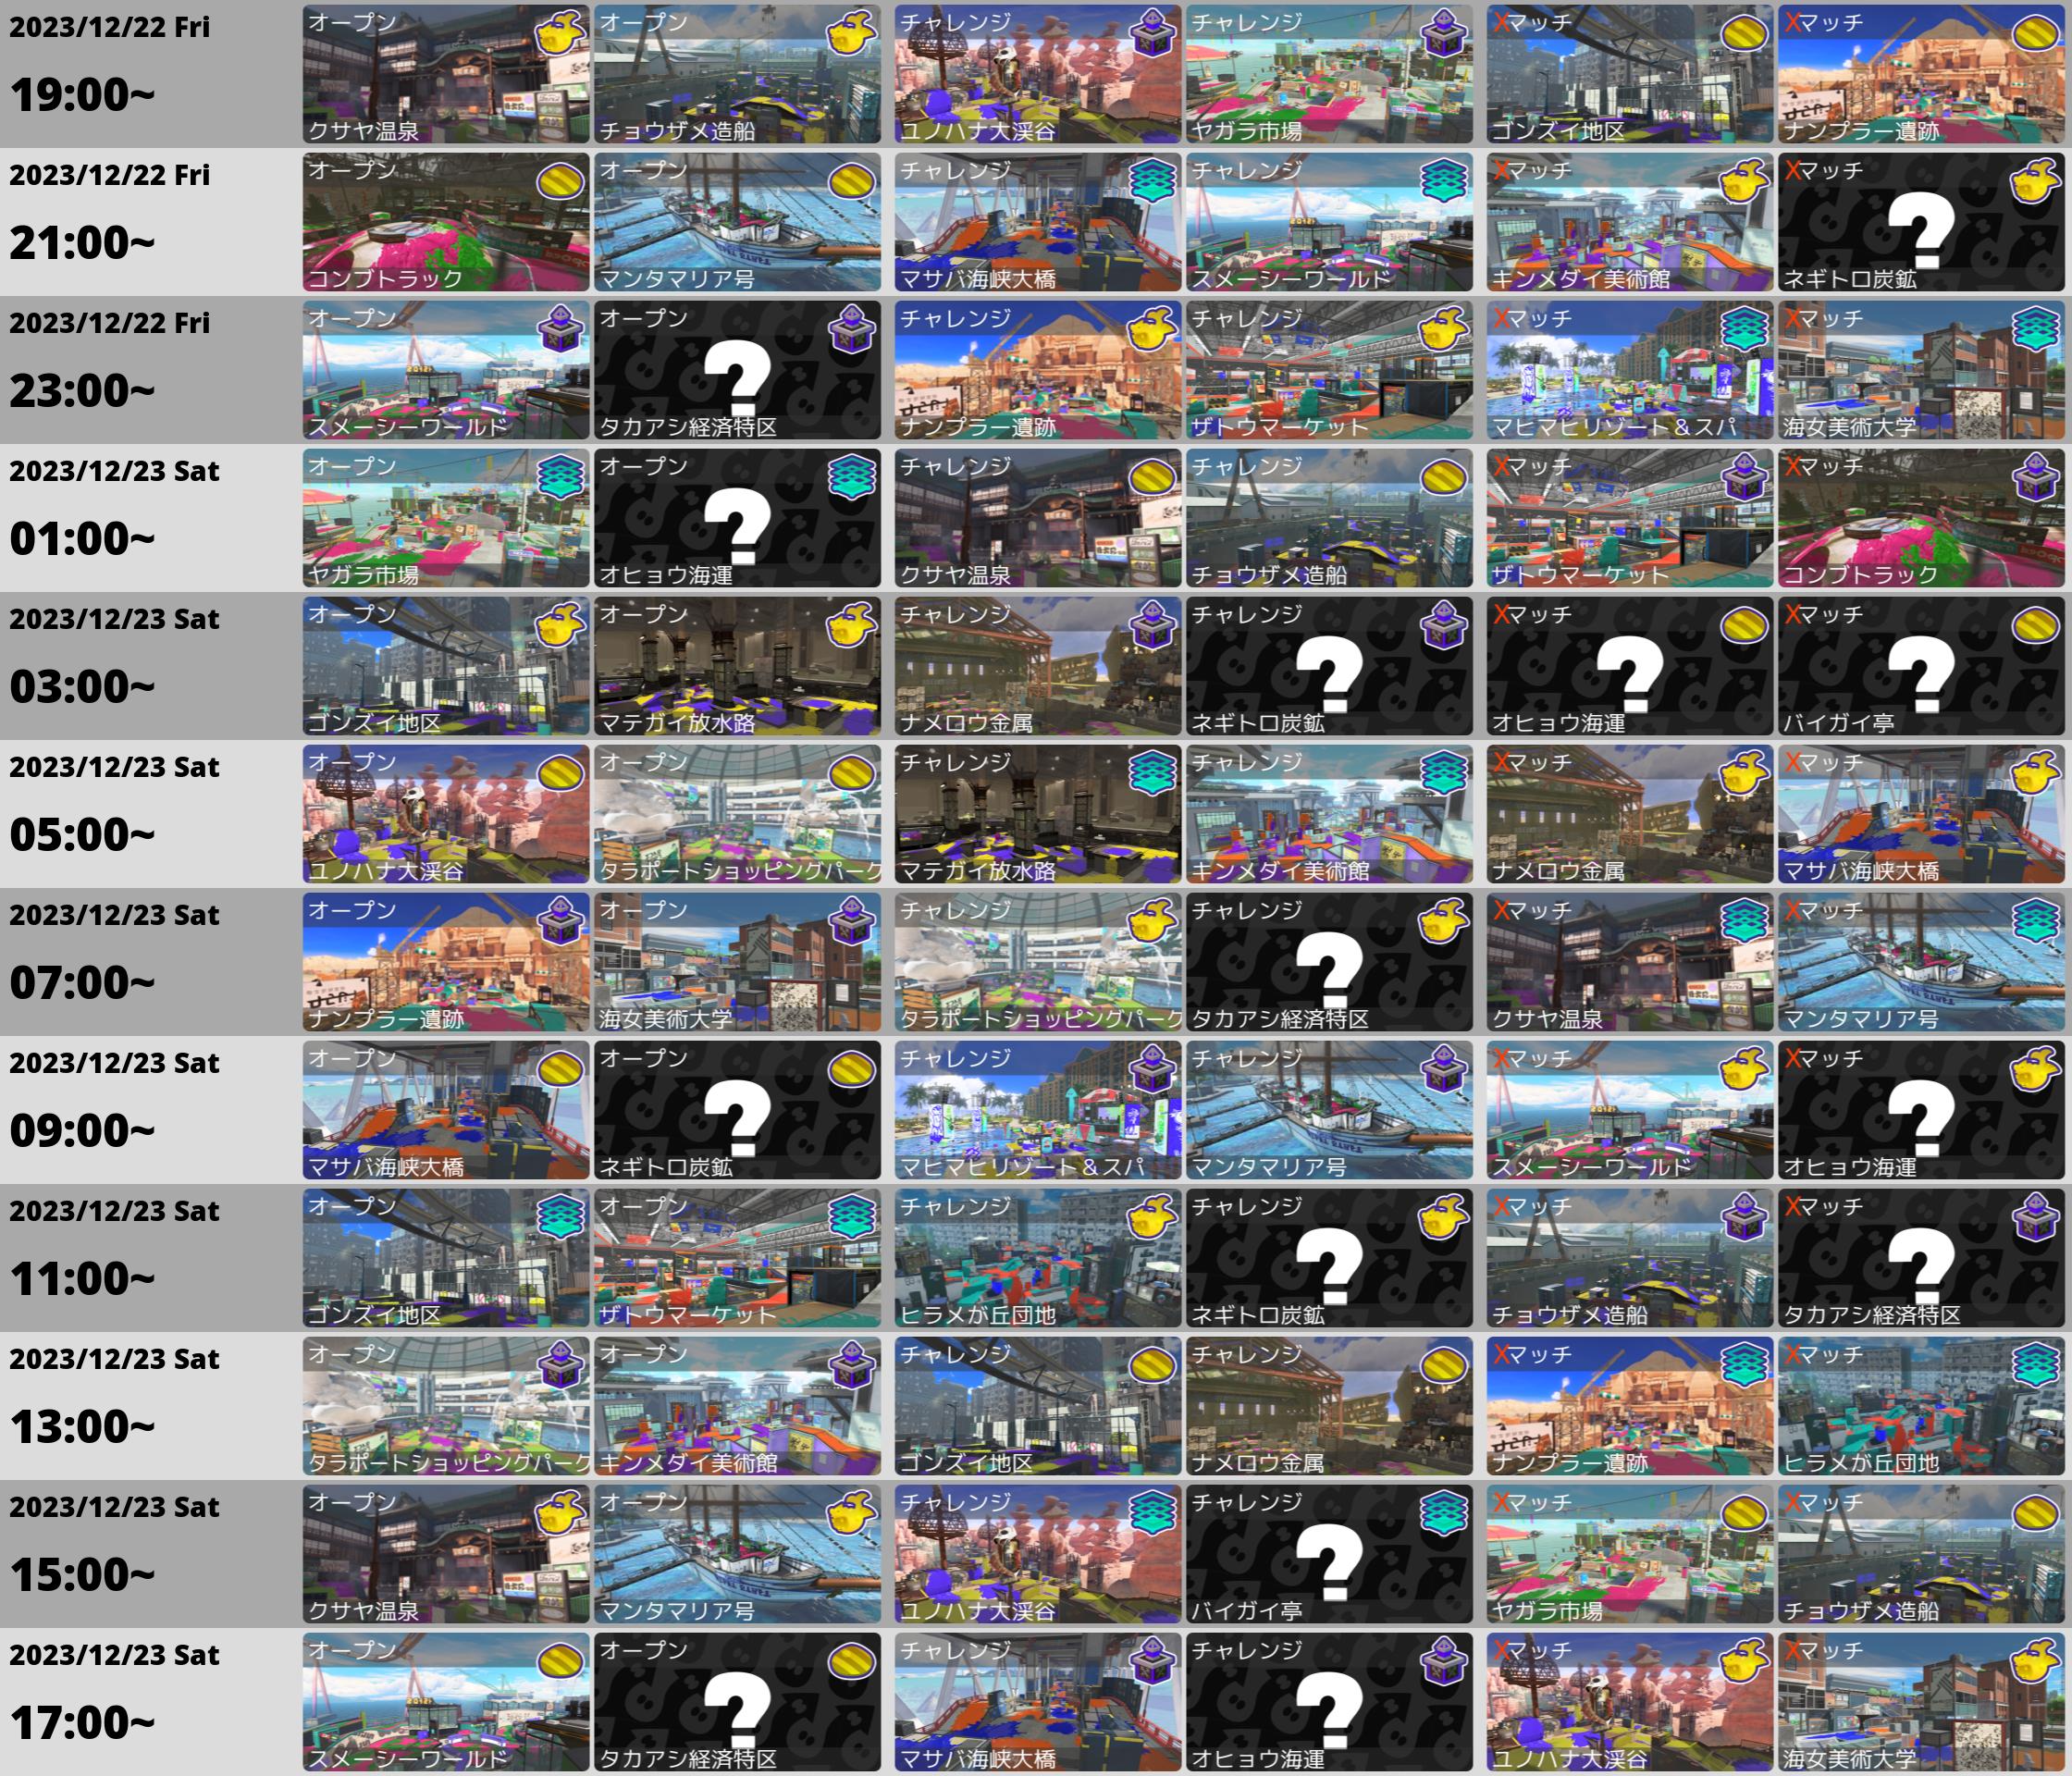 2023/12/22 Fri
19:00~
オープン オープン チャレンジ チャレンジ Xマッチ Xマッチ
クサヤ温泉 チョウザメ造船 ユノハナ大渓谷 ヤガラ市場 ゴンズイ地区 ナンプラー遺跡
2023/12/22 Fri
21:00~
オープン オープン チャレンジ チャレンジ Xマッチ Xマッチ
コンブトラック マンタマリア号 マサバ海峡大橋 スメーシーワールド キンメダイ美術館 ネギトロ炭鉱
2023/12/22 Fri
23:00~
オープン オープン チャレンジ チャレンジ Xマッチ Xマッチ
スメーシーワールド タカアシ経済特区 ナンプラー遺跡 ザトウマーケット マヒマヒリゾート＆スパ 海女美術大学
2023/12/23 Sat
01:00~
オープン オープン チャレンジ チャレンジ Xマッチ Xマッチ
ヤガラ市場 オヒョウ海運 クサヤ温泉 チョウザメ造船 ザトウマーケット コンブトラック
2023/12/23 Sat
03:00~
オープン オープン チャレンジ チャレンジ Xマッチ Xマッチ
ゴンズイ地区 マテガイ放水路 ナメロウ金属 ネギトロ炭鉱 オヒョウ海運 バイガイ亭
2023/12/23 Sat
05:00~
オープン オープン チャレンジ チャレンジ Xマッチ Xマッチ
ユノハナ大渓谷 タラポートショッピングパーク マテガイ放水路 キンメダイ美術館 ナメロウ金属 マサバ海峡大橋
2023/12/23 Sat
07:00~
オープン オープン チャレンジ チャレンジ Xマッチ Xマッチ
ナンプラー遺跡 海女美術大学 タラポートショッピングパーク タカアシ経済特区 クサヤ温泉 マンタマリア号
2023/12/23 Sat
09:00~
オープン オープン チャレンジ チャレンジ Xマッチ Xマッチ
マサバ海峡大橋 ネギトロ炭鉱 マヒマヒリゾート＆スパ マンタマリア号 スメーシーワールド オヒョウ海運
2023/12/23 Sat
11:00~
オープン オープン チャレンジ チャレンジ Xマッチ Xマッチ
ゴンズイ地区 ザトウマーケット ヒラメが丘団地 ネギトロ炭鉱 チョウザメ造船 タカアシ経済特区
2023/12/23 Sat
13:00~
オープン オープン チャレンジ チャレンジ Xマッチ Xマッチ
タラポートショッピングパーク キンメダイ美術館 ゴンズイ地区 ナメロウ金属 ナンプラー遺跡 ヒラメが丘団地
2023/12/23 Sat
15:00~
オープン オープン チャレンジ チャレンジ Xマッチ Xマッチ
クサヤ温泉 マンタマリア号 ユノハナ大渓谷 バイガイ亭 ヤガラ市場 チョウザメ造船
2023/12/23 Sat
17:00~
オープン オープン チャレンジ チャレンジ Xマッチ Xマッチ
スメーシーワールド タカアシ経済特区 マサバ海峡大橋 オヒョウ海運 ユノハナ大渓谷 海女美術大学